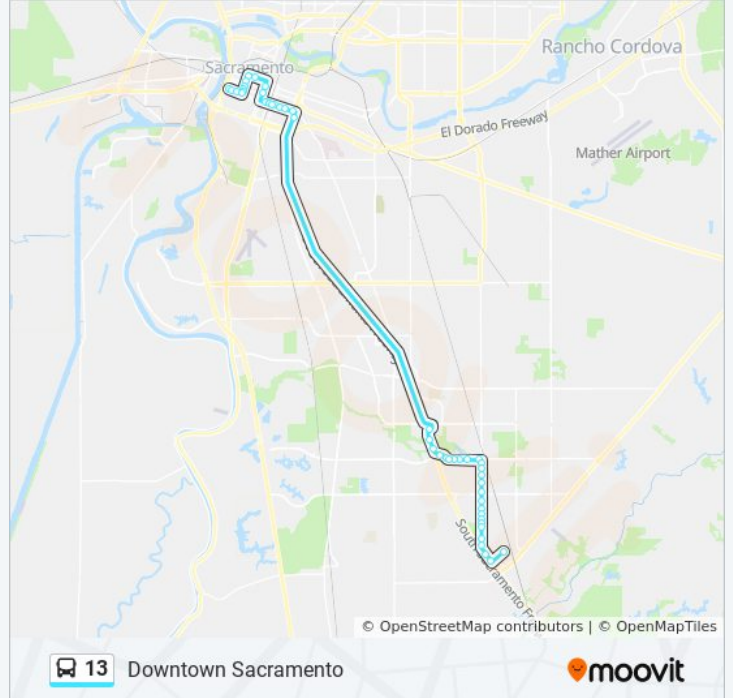 Rancho Cordova
Sacramento
El Dorado Freeway
Mather Airport
South Sacramento F
© OpenStreetMap contributors | © OpenMapTiles
13 Downtown Sacramento
moovit